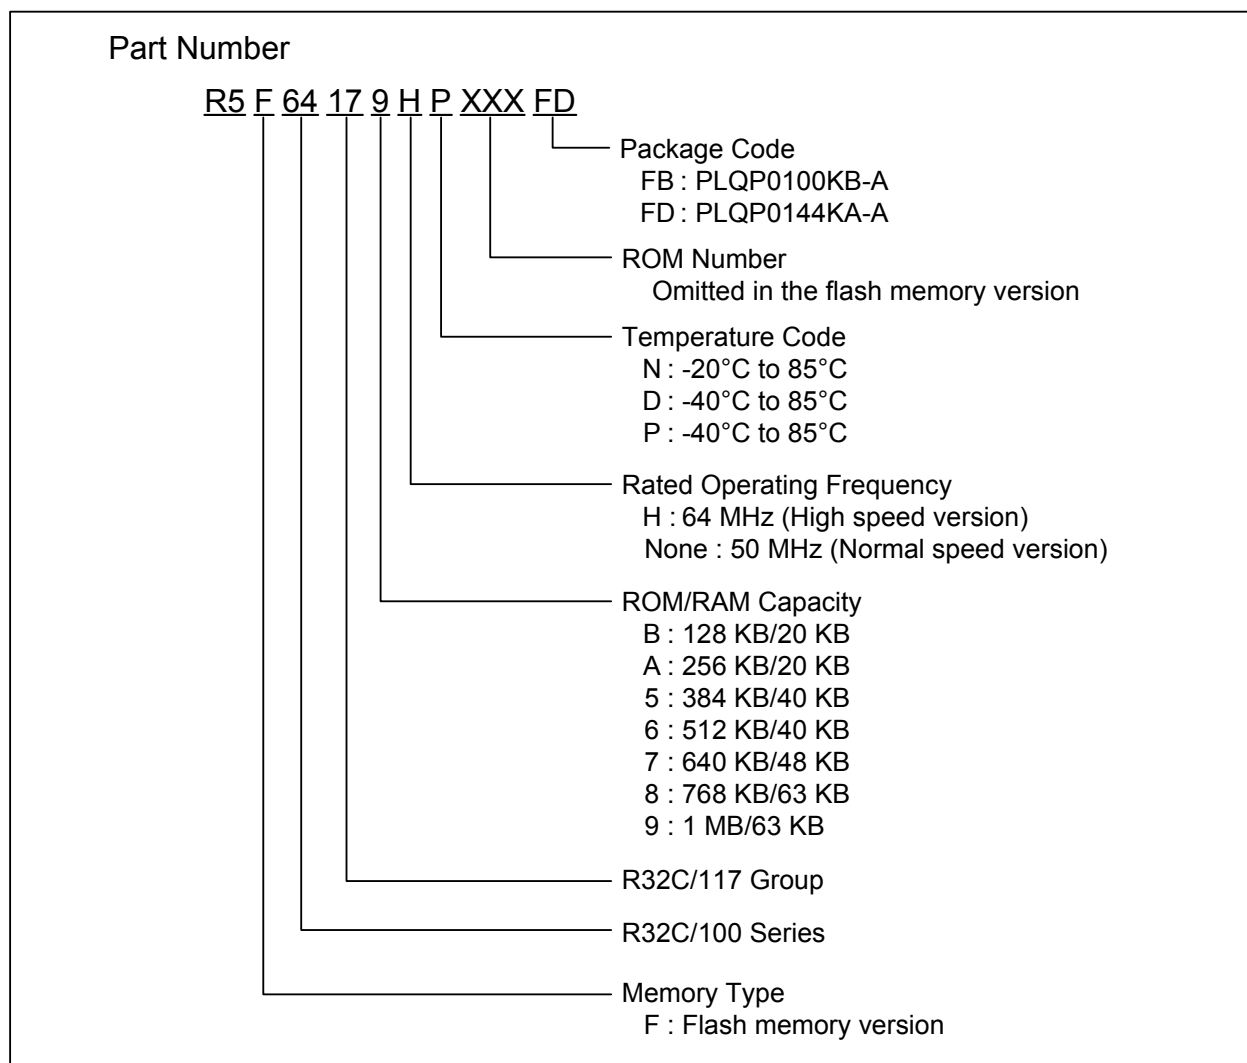 Part Number
R5 F 64 17 9 H P XXX FD
Package Code
FB : PLQP0100KB-A
FD : PLQP0144KA-A
ROM Number
Omitted in the flash memory version
Temperature Code
N : -20°C to 85°C
D : -40°C to 85°C
P : -40°C to 85°C
Rated Operating Frequency
H : 64 MHz (High speed version)
None : 50 MHz (Normal speed version)
ROM/RAM Capacity
B : 128 KB/20 KB
A : 256 KB/20 KB
5 : 384 KB/40 KB
6 : 512 KB/40 KB
7 : 640 KB/48 KB
8 : 768 KB/63 KB
9 : 1 MB/63 KB
R32C/117 Group
R32C/100 Series
Memory Type
F : Flash memory version